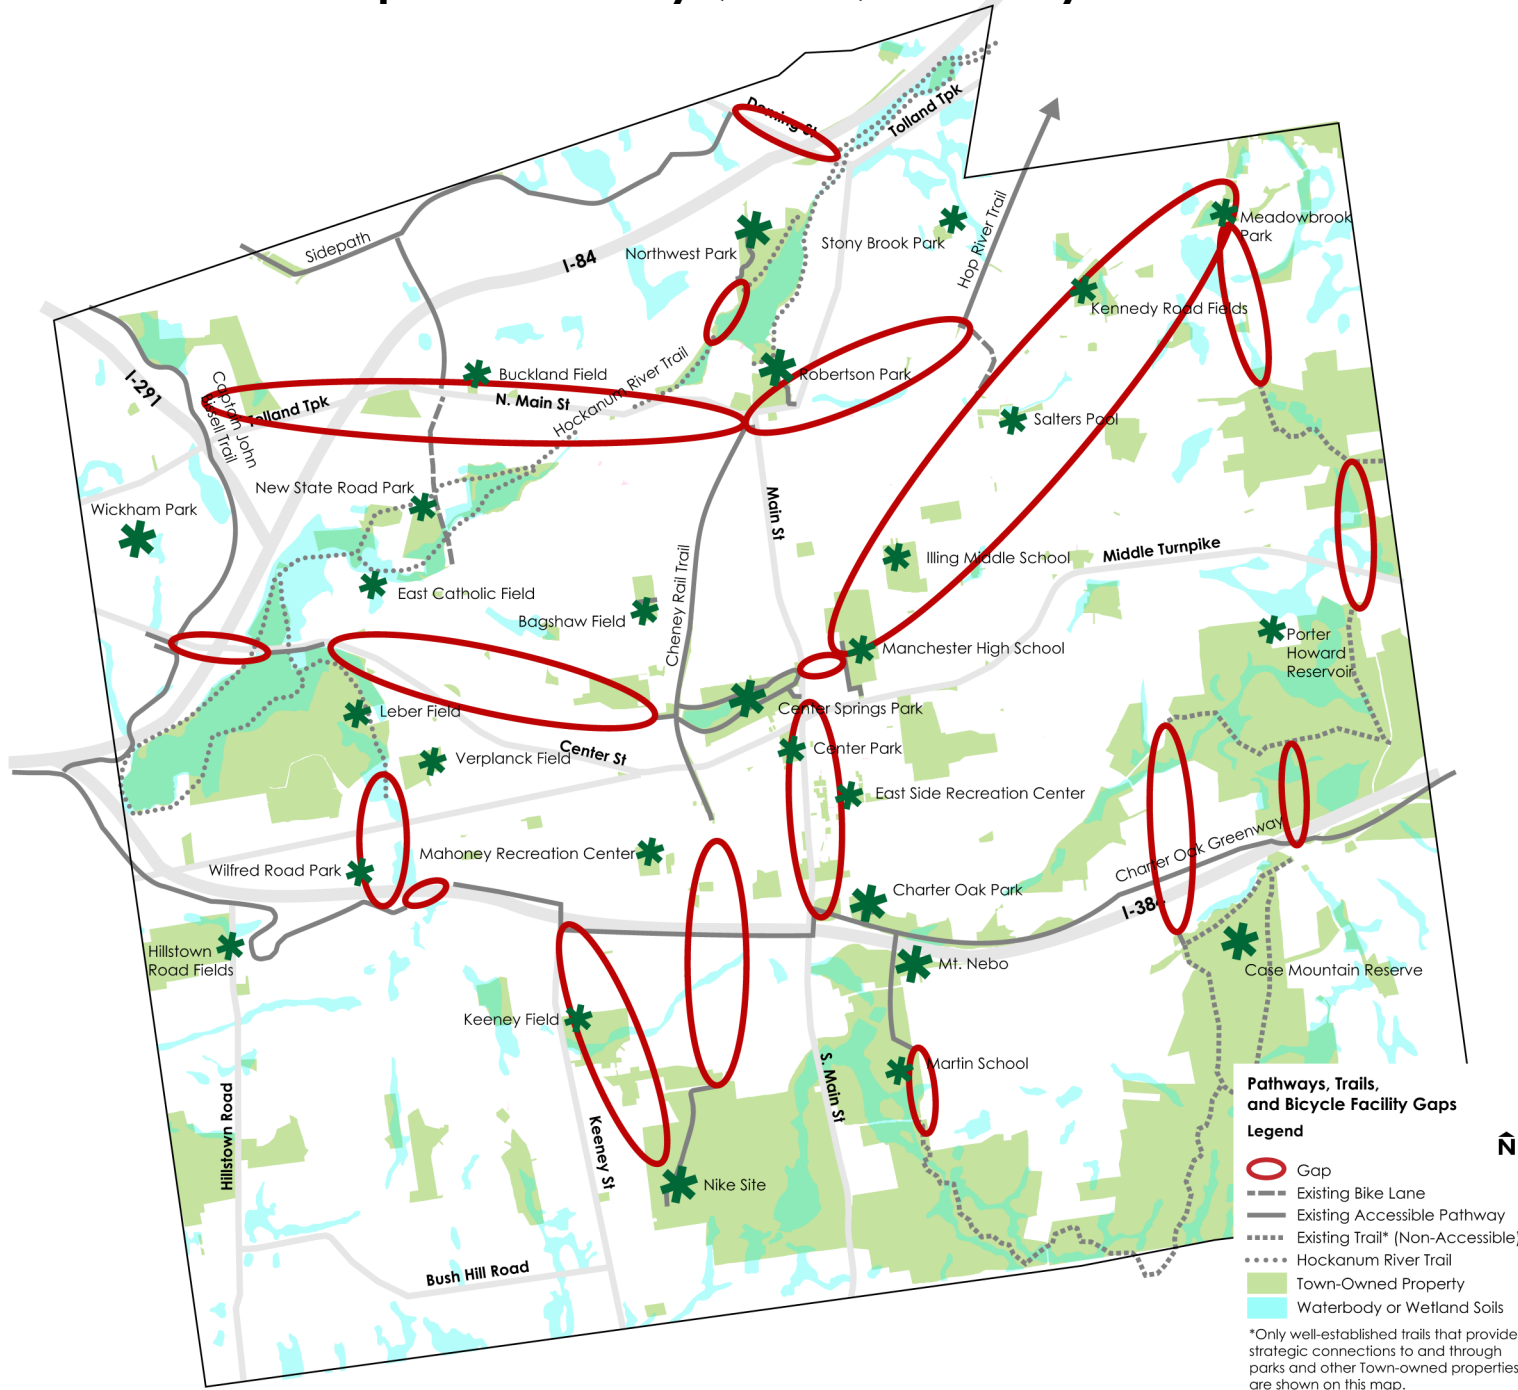 Deming St
Tolland Tpk
Sidepath
I-84
Northwest Park
Stony Brook Park
Hop River Trail
Meadowbrook
Park
Kennedy Road Fields
I-291
Captain John
Bissell Trail
Tolland Tpk
Buckland Field
N. Main St
Hockanum River Trail
Robertson Park
Salters Pool
New State Road Park
Wickham Park
Main St
Illing Middle School
Middle Turnpike
East Catholic Field
Bagshaw Field
Cheney Rail Trail
Manchester High School
Porter
Howard
Reservoir
Leber Field
Center Springs Park
Verplanck Field
Center St
Center Park
East Side Recreation Center
Mahoney Recreation Center
Wilfred Road Park
Charter Oak Greenway
Charter Oak Park
I-384
Hillstown
Road Fields
Mt. Nebo
Case Mountain Reserve
Keeney Field
Martin School
S. Main St
Hillstown Road
Keeney St
Nike Site
Bush Hill Road
Pathways, Trails,
and Bicycle Facility Gaps
Legend
N
Gap
Existing Bike Lane
Existing Accessible Pathway
Existing Trail* (Non-Accessible)
Hockanum River Trail
Town-Owned Property
Waterbody or Wetland Soils
*Only well-established trails that provide
strategic connections to and through
parks and other Town-owned properties
are shown on this map.